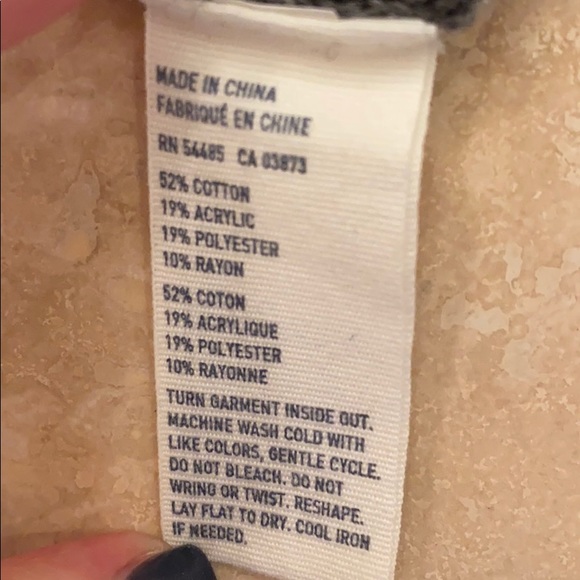 MADE IN CHINA
FABRIQUÉ EN CHINE
RN 54485 CA 03873
52% COTTON
19% ACRYLIC
19% POLYESTER
10% RAYON
52% COTON
19% ACRYLIQUE
19% POLYESTER
10% RAYONNE
TURN GARMENT INSIDE OUT.
MACHINE WASH COLD WITH
LIKE COLORS, GENTLE CYCLE.
DO NOT BLEACH. DO NOT
WRING OR TWIST. RESHAPE.
LAY FLAT TO DRY. COOL IRON
IF NEEDED.